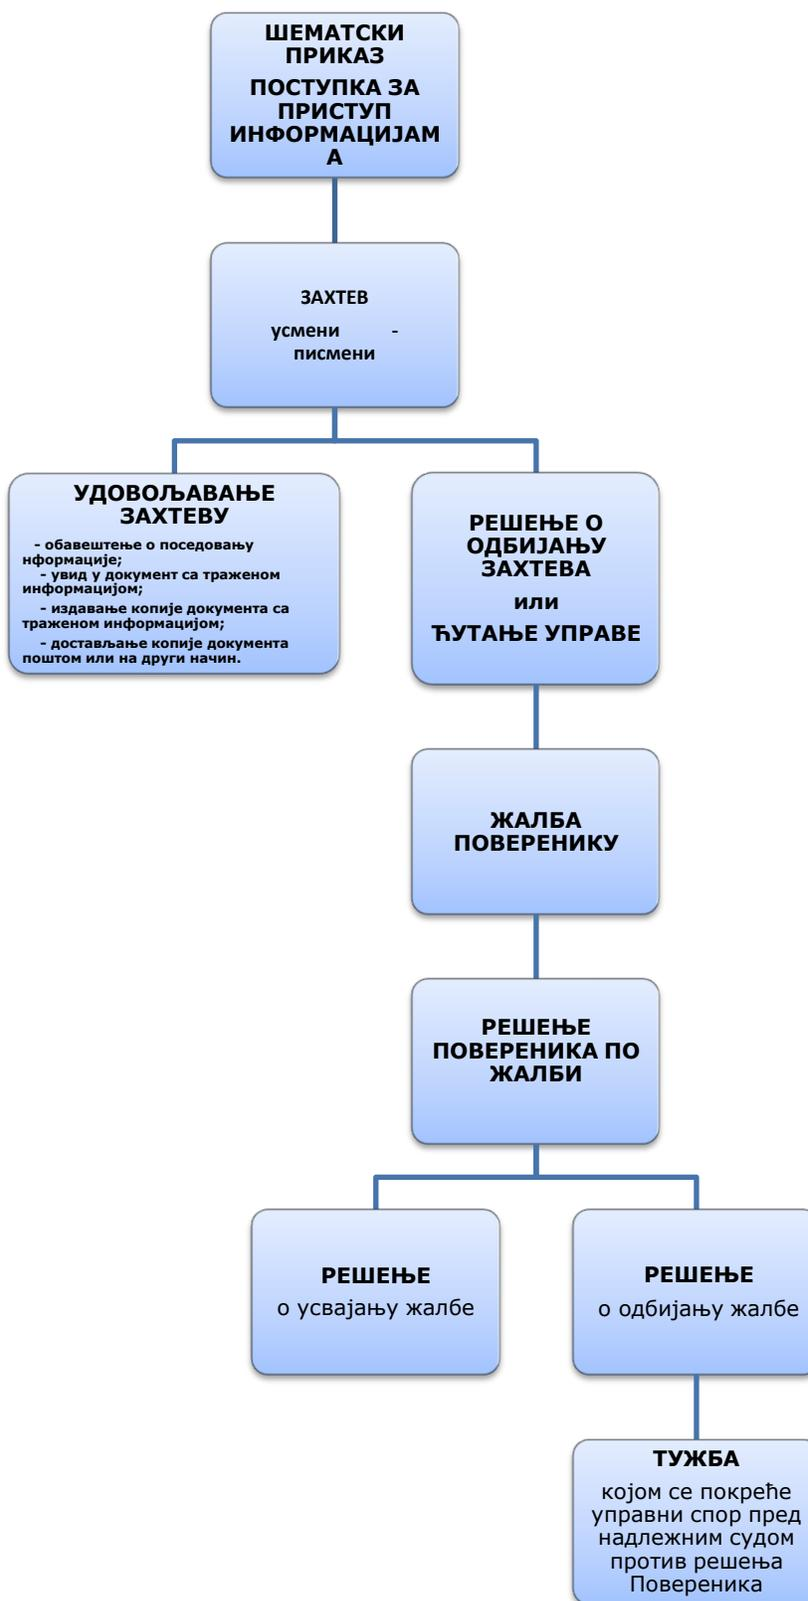 ШЕМАТСКИ
ПРИКАЗ
ПОСТУПКА ЗА
ПРИСТУП
ИНФОРМАЦИЈАМ
А
ЗАХТЕВ
усмени -
писмени
УДОВОЉАВАЊЕ
ЗАХТЕВУ
- обавештење о поседовању
нформације;
- увид у документ са траженом
информацијом;
- издавање копије документа са
траженом информацијом;
- достављање копије документа
поштом или на други начин.
РЕШЕЊЕ О
ОДБИЈАЊУ
ЗАХТЕВА
или
ЋУТАЊЕ УПРАВЕ
ЖАЛБА
ПОВЕРЕНИКУ
РЕШЕЊЕ
ПОВЕРЕНИКА ПО
ЖАЛБИ
РЕШЕЊЕ
о усвајању жалбе
РЕШЕЊЕ
о одбијању жалбе
ТУЖБА
којом се покреће
управни спор пред
надлежним судом
против решења
Повереника